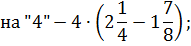 на "4" – 4 · (2 1/4 – 1 7/8) ;